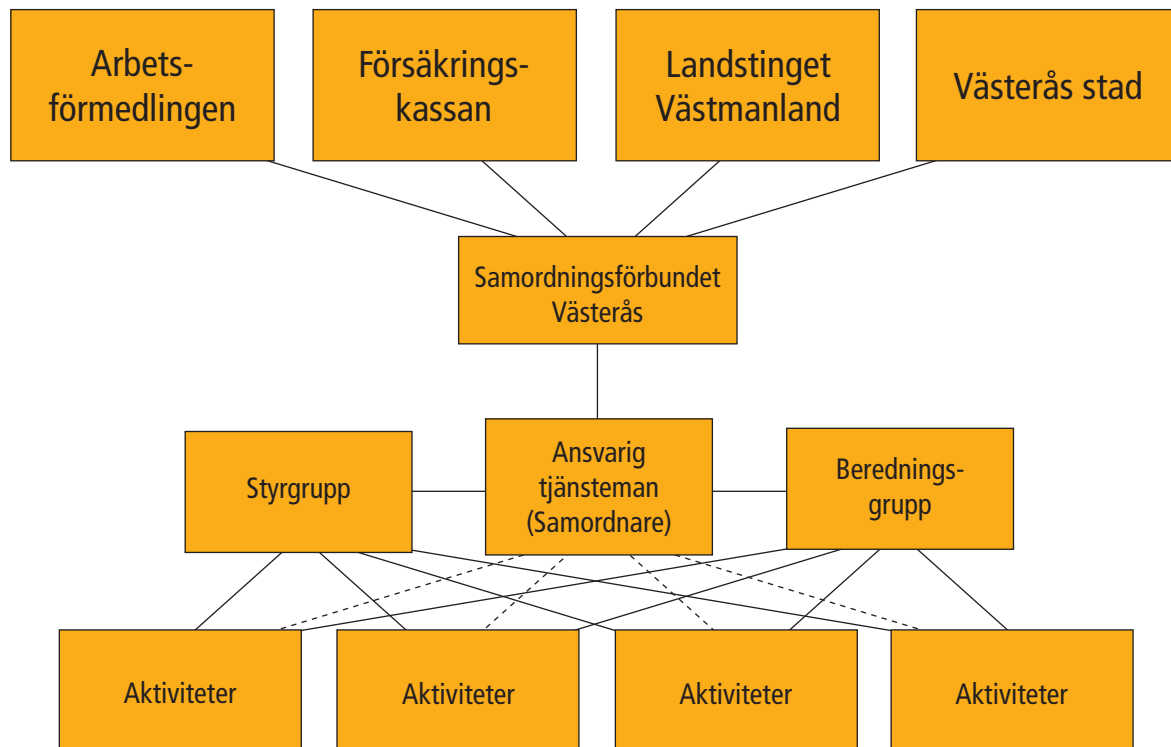 Arbets-
förmedlingen
Försäkrings-
kassan
Landstinget
Västmanland
Västerås stad
Samordningsförbundet
Västerås
Styrgrupp
Ansvarig
tjänsteman
(Samordnare)
Berednings-
grupp
Aktiviteter
Aktiviteter
Aktiviteter
Aktiviteter